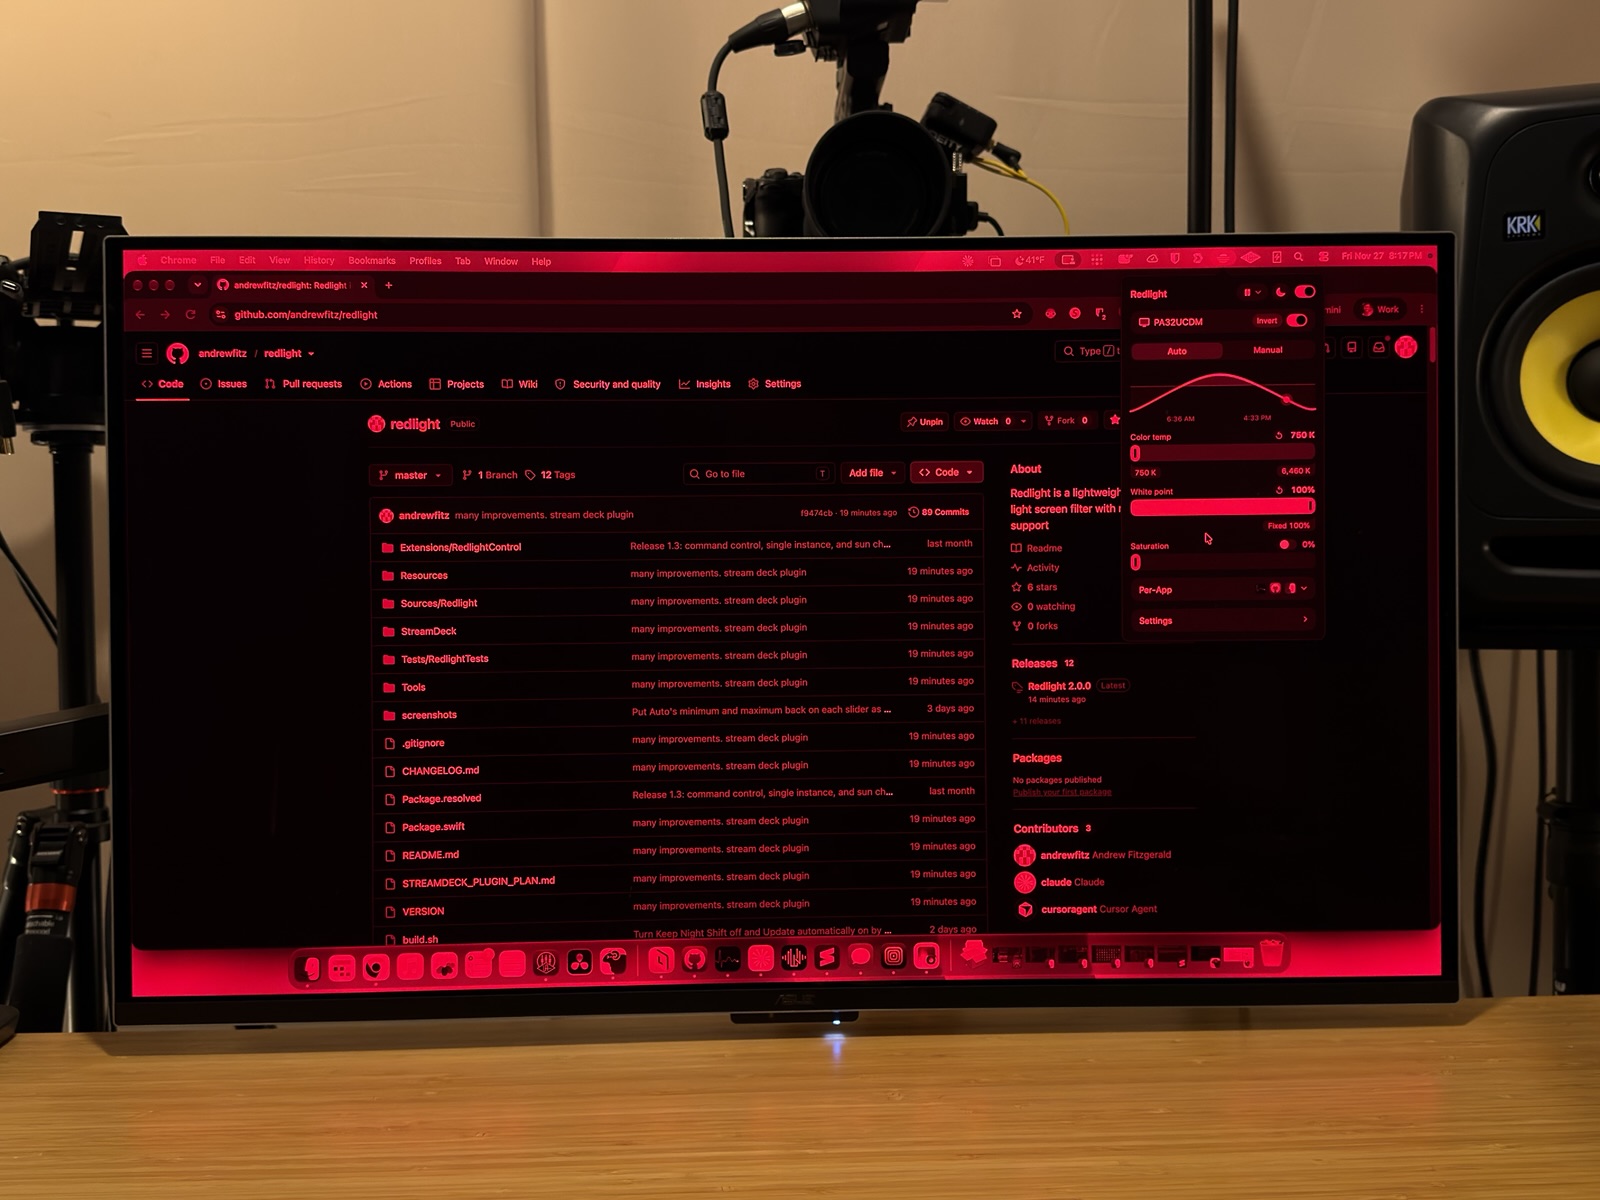 DEITY
KRK
SYSTEMS
Chrome File Edit View History Bookmarks Profiles Tab Window Help 41°F Fri Nov 27 8:17PM
andrewfitz/redlight: Redlight
github.com/andrewfitz/redlight Work
andrewfitz / redlight Type /
Code Issues Pull requests Actions Projects Wiki Security and quality Insights Settings
redlight Public Unpin Watch 0 Fork 0
master 1 Branch 12 Tags Go to file T Add file Code
andrewfitz many improvements. stream deck plugin f9474cb · 19 minutes ago 89 Commits
Extensions/RedlightControl Release 1.3: command control, single instance, and sun ch... last month
Resources many improvements. stream deck plugin 19 minutes ago
Sources/Redlight many improvements. stream deck plugin 19 minutes ago
StreamDeck many improvements. stream deck plugin 19 minutes ago
Tests/RedlightTests many improvements. stream deck plugin 19 minutes ago
Tools many improvements. stream deck plugin 19 minutes ago
screenshots Put Auto's minimum and maximum back on each slider as ... 3 days ago
.gitignore many improvements. stream deck plugin 19 minutes ago
CHANGELOG.md many improvements. stream deck plugin 19 minutes ago
Package.resolved Release 1.3: command control, single instance, and sun ch... last month
Package.swift many improvements. stream deck plugin 19 minutes ago
README.md many improvements. stream deck plugin 19 minutes ago
STREAMDECK_PLUGIN_PLAN.md many improvements. stream deck plugin 19 minutes ago
VERSION many improvements. stream deck plugin 19 minutes ago
build.sh Turn Keep Night Shift off and Update automatically on by ... 2 days ago
About
Redlight is a lightweigh
light screen filter with
support
Readme
Activity
6 stars
0 watching
0 forks
Releases 12
Redlight 2.0.0 Latest
14 minutes ago
+ 11 releases
Packages
No packages published
Publish your first package
Contributors 3
andrewfitz Andrew Fitzgerald
claude Claude
cursoragent Cursor Agent
Redlight
PA32UCDM Invert
Auto Manual
6:36 AM 4:33 PM
Color temp 750 K
750 K 6,460 K
White point 100%
Fixed 100%
Saturation 0%
Per-App
Settings
ASUS